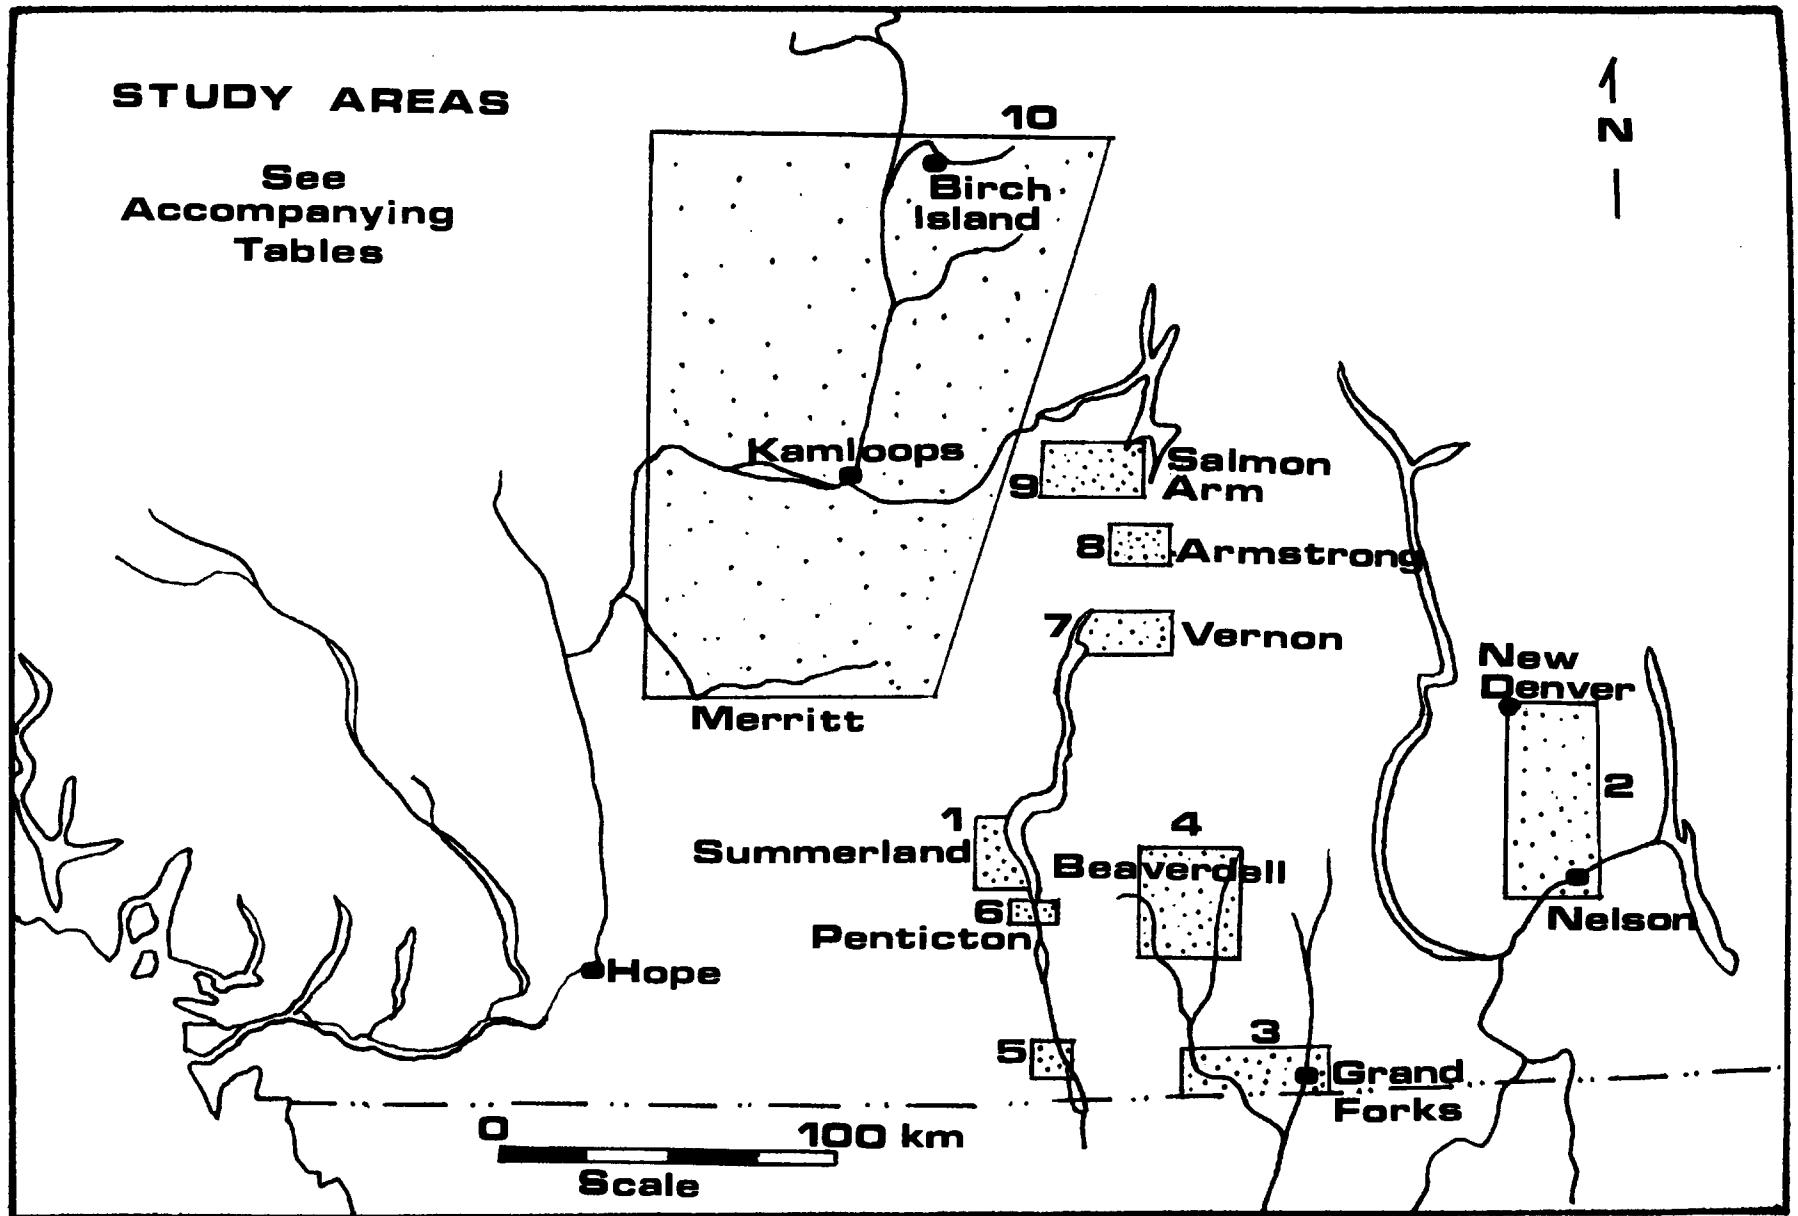 STUDY AREAS
See
Accompanying
Tables
N
10
Birch
Island
Kamloops
9
Salmon
Arm
8
Armstrong
7
Vernon
Merritt
New
Denver
2
Nelson
1
Summerland
4
Beaverdell
6
Penticton
Hope
5
3
Grand
Forks
0
100 km
Scale